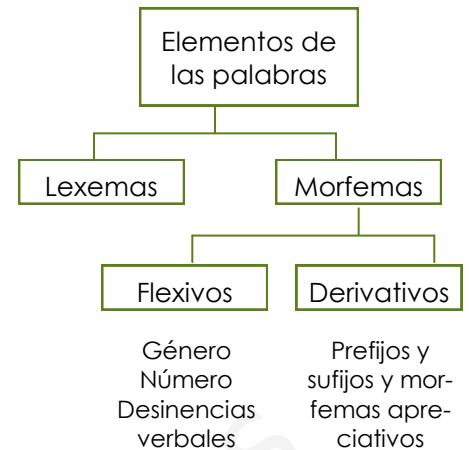 Elementos de
las palabras
Lexemas
Morfemas
Flexivos
Derivativos
Género
Número
Desinencias
verbales
Prefijos y
sufijos y mor-
femas apre-
ciativos